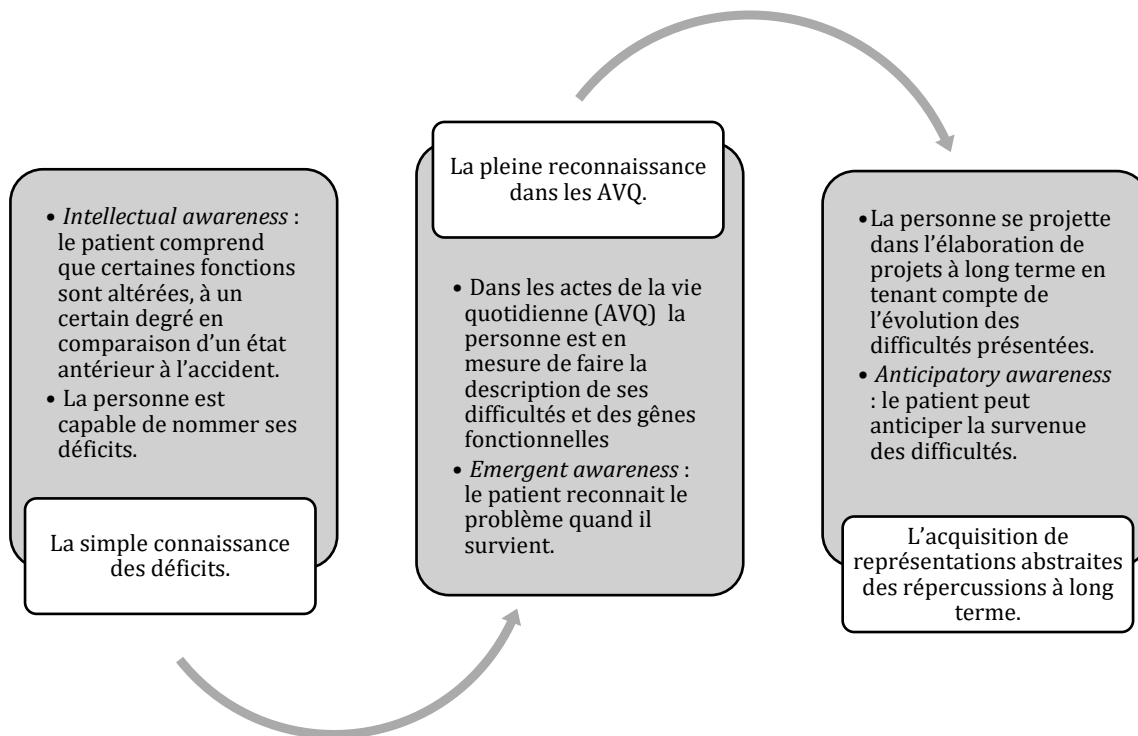 • Intellectual awareness :
le patient comprend
que certaines fonctions
sont altérées, à un
certain degré en
comparaison d'un état
antérieur à l'accident.
• La personne est
capable de nommer ses
déficits.
La simple connaissance
des déficits.
La pleine reconnaissance
dans les AVQ.
• Dans les actes de la vie
quotidienne (AVQ) la
personne est en
mesure de faire la
description de ses
difficultés et des gênes
fonctionnelles
• Emergent awareness :
le patient reconnait le
problème quand il
survient.
•La personne se projette
dans l'élaboration de
projets à long terme en
tenant compte de
l'évolution des
difficultés présentées.
• Anticipatory awareness
: le patient peut
anticiper la survenue
des difficultés.
L'acquisition de
représentations abstraites
des répercussions à long
terme.